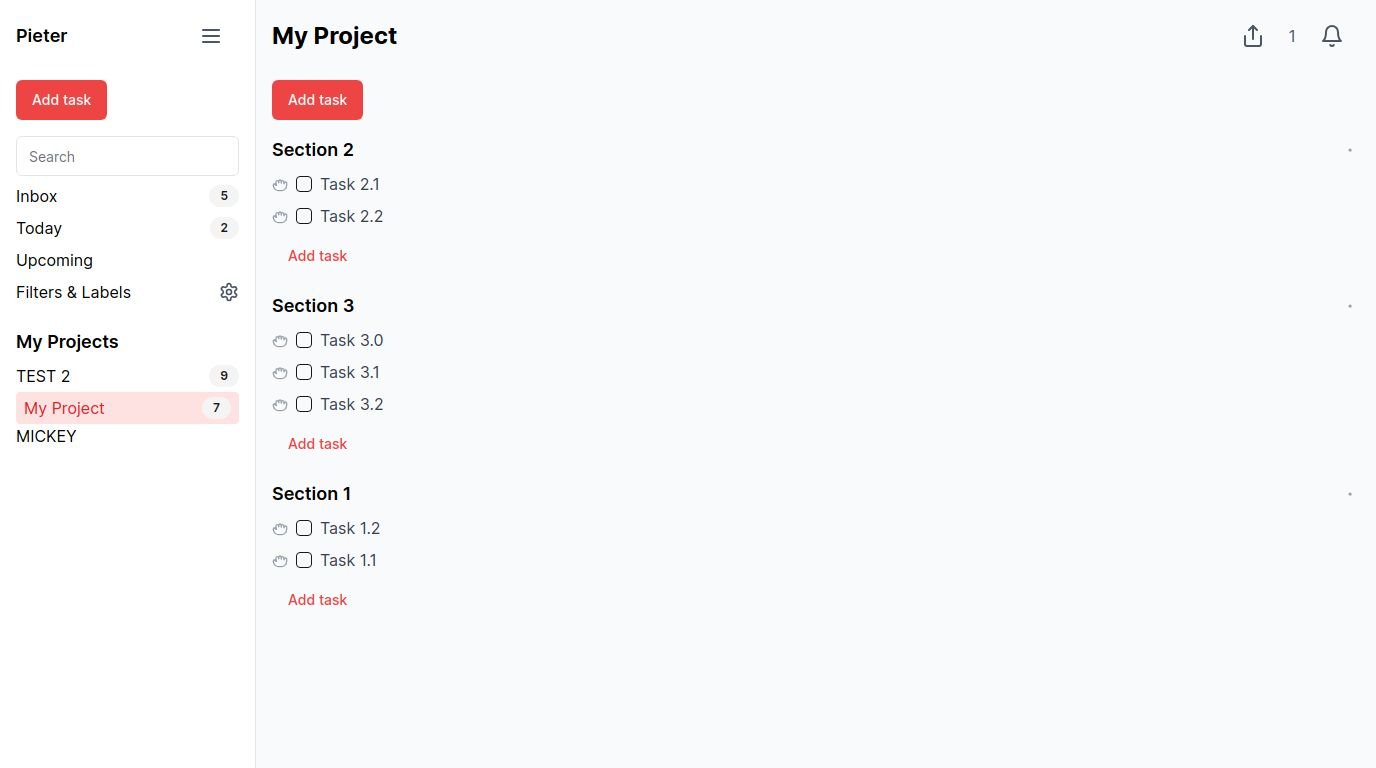 Pieter
Add task
Search
Inbox 5
Today 2
Upcoming
Filters & Labels
My Projects
TEST 2 9
My Project 7
MICKEY
My Project
1
Add task
Section 2
Task 2.1
Task 2.2
Add task
Section 3
Task 3.0
Task 3.1
Task 3.2
Add task
Section 1
Task 1.2
Task 1.1
Add task